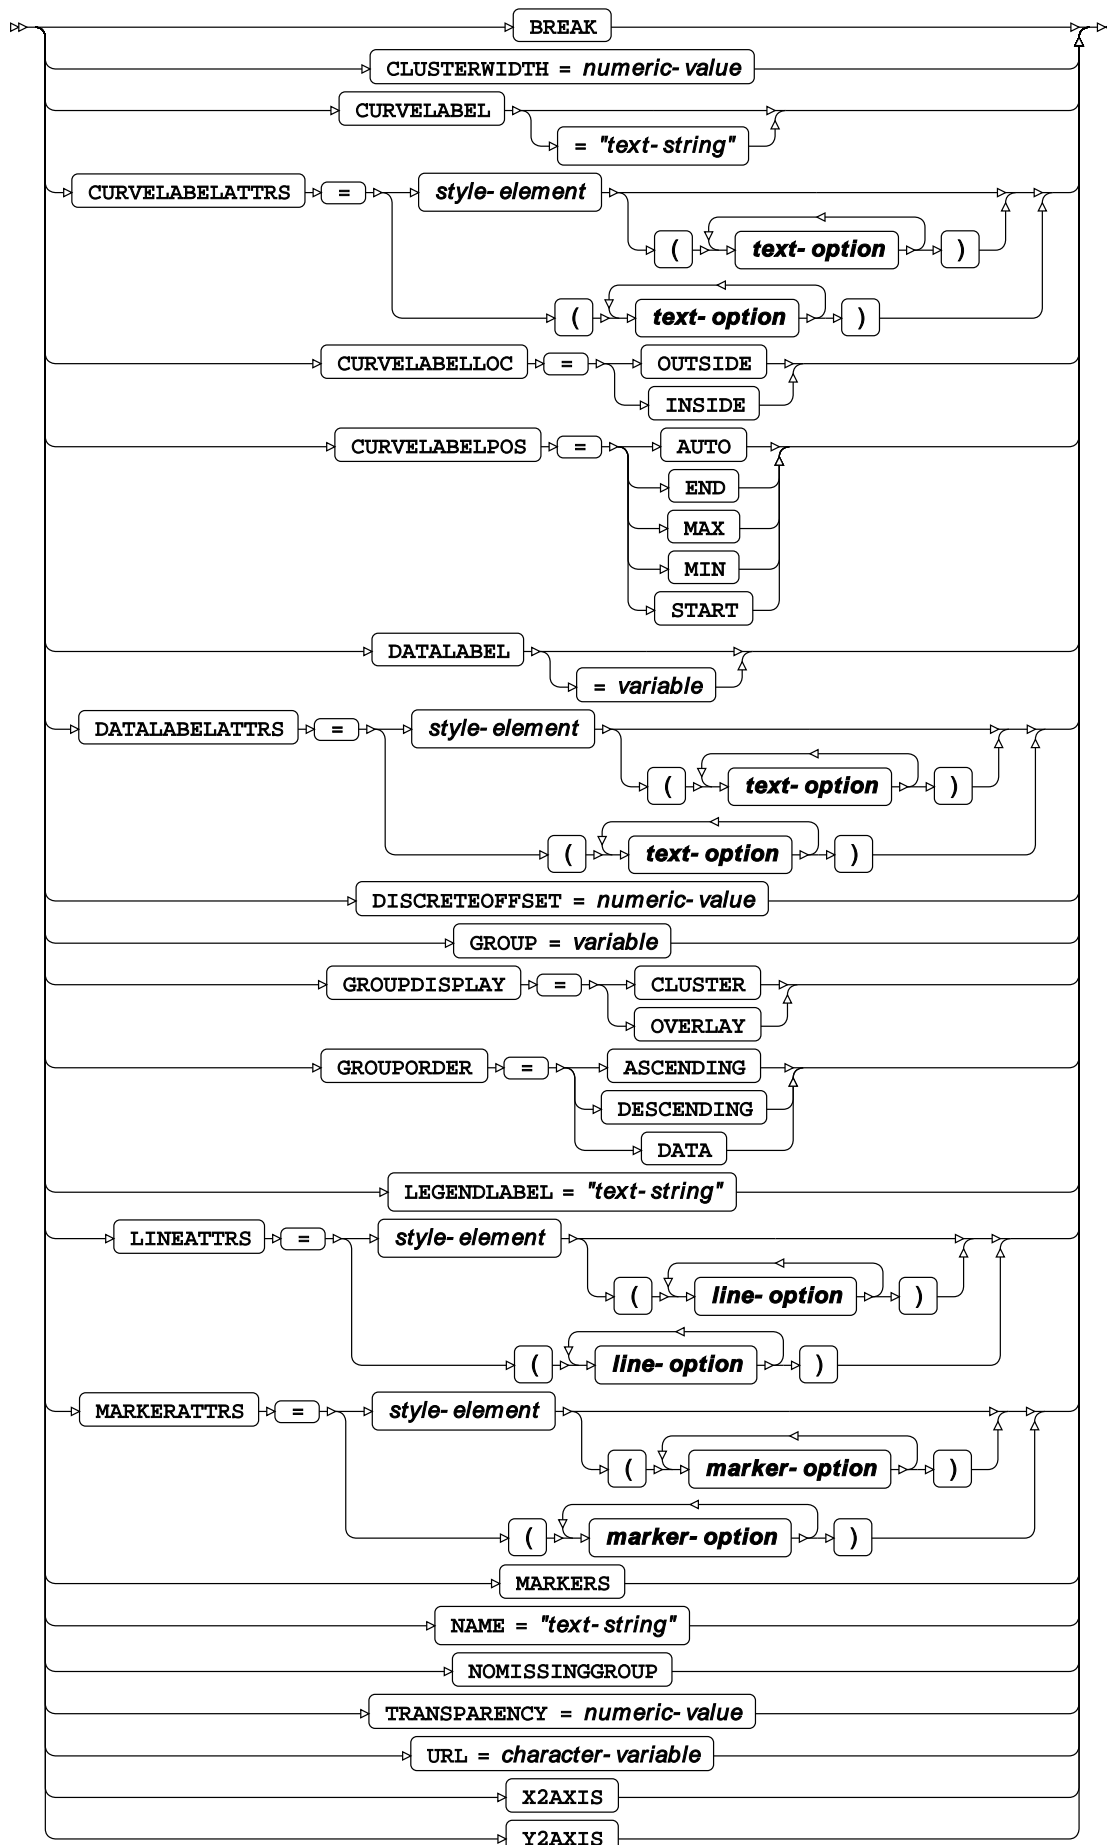 BREAK
CLUSTERWIDTH = numeric-value
CURVELABEL
= "text-string"
CURVELABELATTRS = style-element
( text-option )
( text-option )
CURVELABELLOC = OUTSIDE
INSIDE
CURVELABELPOS = AUTO
END
MAX
MIN
START
DATALABEL
= variable
DATALABELATTRS = style-element
( text-option )
( text-option )
DISCRETEOFFSET = numeric-value
GROUP = variable
GROUPDISPLAY = CLUSTER
OVERLAY
GROUPORDER = ASCENDING
DESCENDING
DATA
LEGENDLABEL = "text-string"
LINEATTRS = style-element
( line-option )
( line-option )
MARKERATTRS = style-element
( marker-option )
( marker-option )
MARKERS
NAME = "text-string"
NOMISSINGGROUP
TRANSPARENCY = numeric-value
URL = character-variable
X2AXIS
Y2AXIS